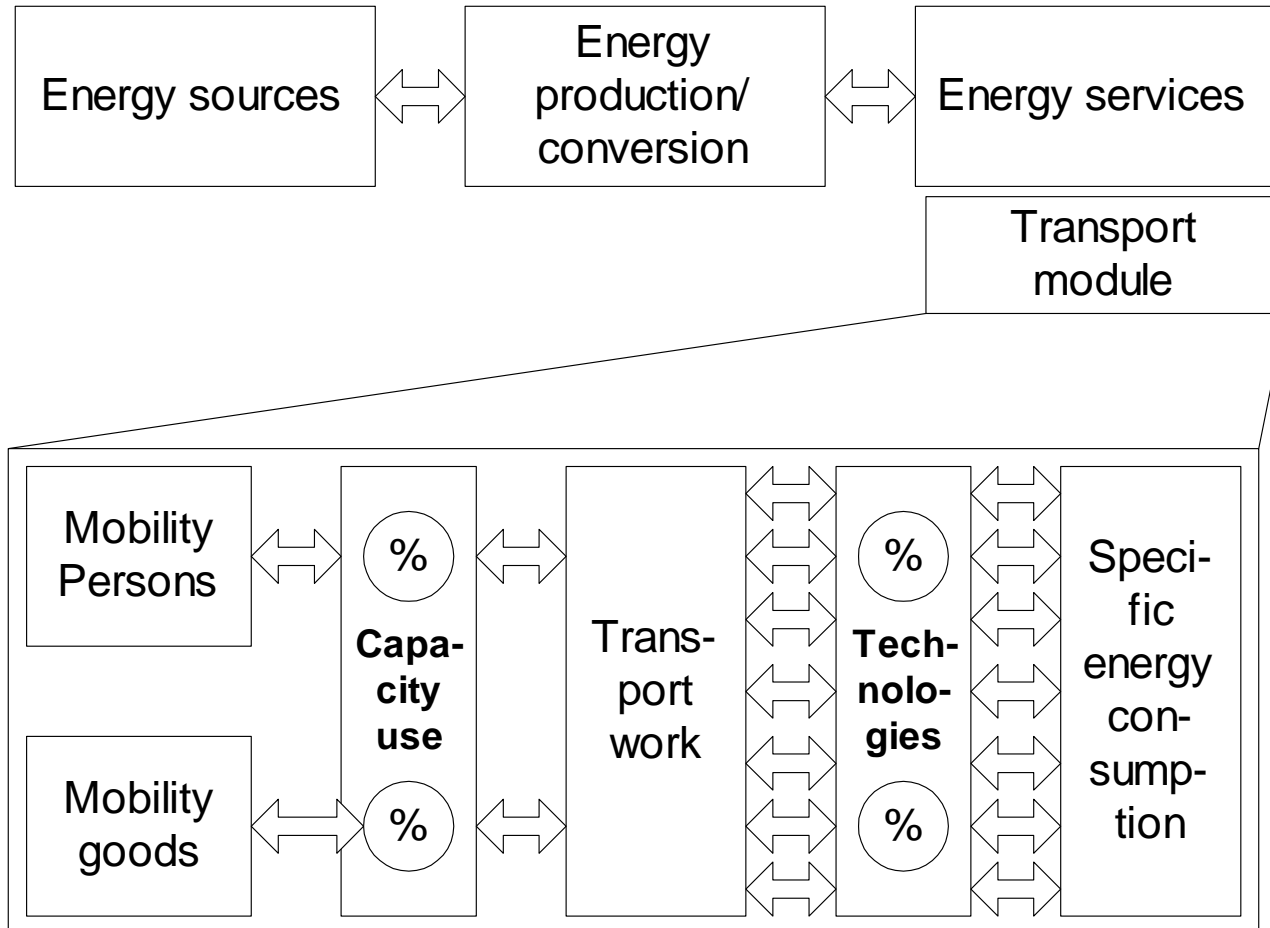 Energy sources
Energy
production/
conversion
Energy services
Transport
module
Mobility
Persons
Mobility
goods
%
Capa-
city
use
%
Trans-
port
work
%
Tech-
nolo-
gies
%
Speci-
fic
energy
con-
sump-
tion